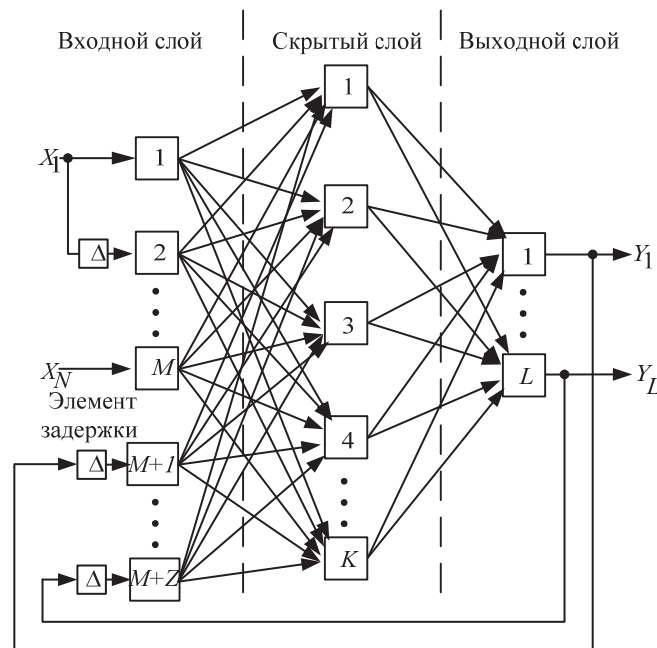 Входной слой
Скрытый слой
Выходной слой
1
X1
1
2
Δ
2
1
Y1
XN
M
3
L
YL
Элемент
задержки
4
Δ
M+1
K
Δ
M+Z